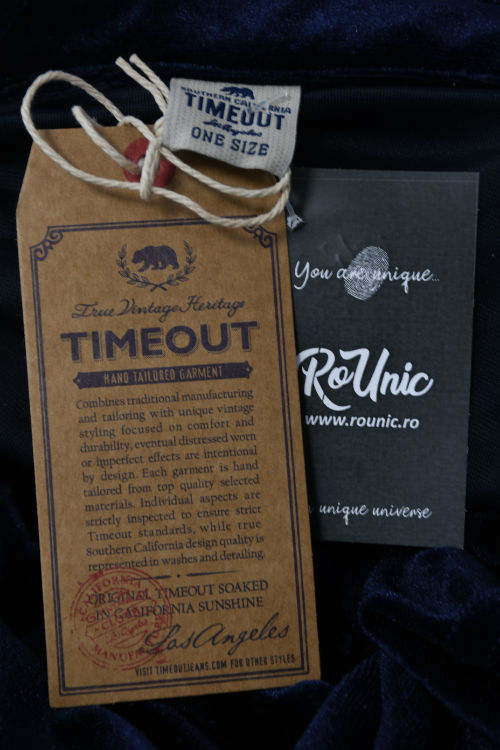 SOUTHERN CALIFORNIA
TIMEOUT
Los Angeles
ONE SIZE
True Vintage Heritage
TIMEOUT
HAND TAILORED GARMENT
Combines traditional manufacturing
and tailoring with unique vintage
styling focused on comfort and
durability, eventual distressed worn
or imperfect effects are intentional
by design. Each garment is hand
tailored from top quality selected
materials. Individual aspects are
strictly inspected to ensure strict
Timeout standards, while true
Southern California design quality is
represented in washes and detailing.
ORIGINAL TIMEOUT SOAKED
IN CALIFORNIA SUNSHINE
Los Angeles
VISIT TIMEOUTJEANS.COM FOR OTHER STYLES
CALIFORNIA
You are unique...
RoUnic
www.rounic.ro
unique universe